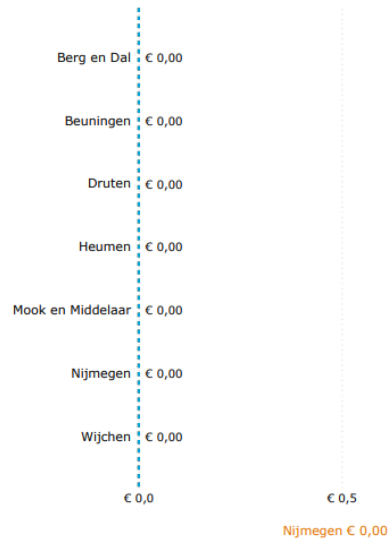 Berg en Dal € 0,00
Beuningen € 0,00
Druten € 0,00
Heumen € 0,00
Mook en Middelaar € 0,00
Nijmegen € 0,00
Wijchen € 0,00
€ 0,0 € 0,5
Nijmegen € 0,00